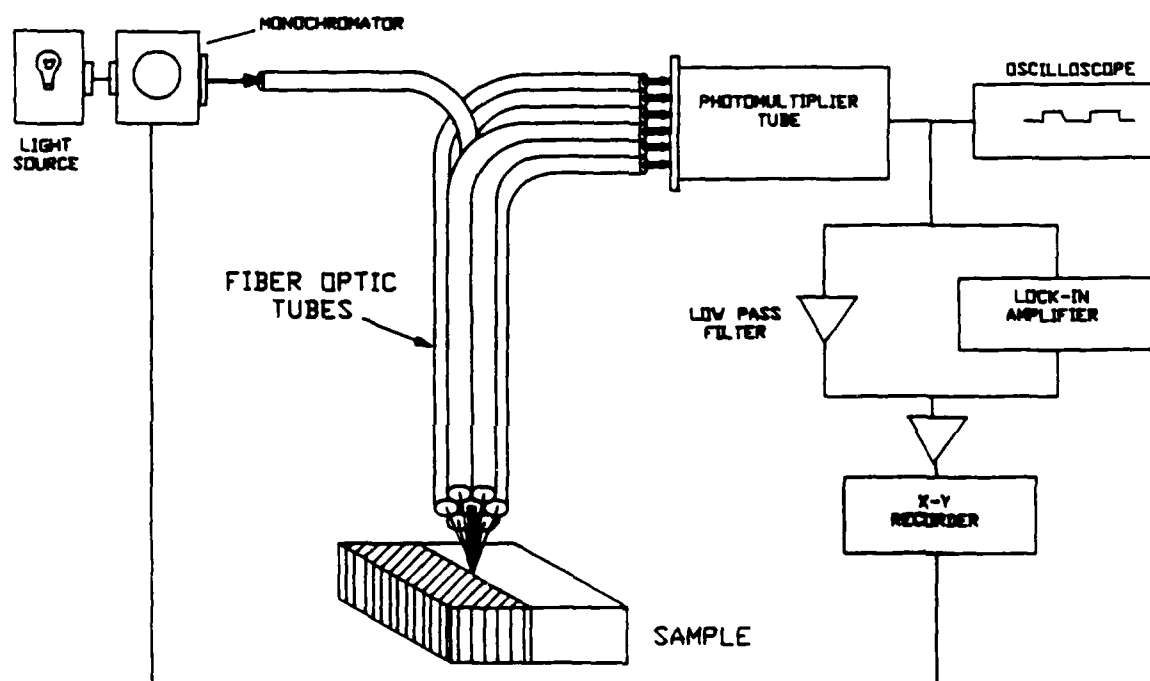 MONOCHROMATOR
LIGHT
SOURCE
OSCILLOSCOPE
PHOTOMULTIPLIER
TUBE
FIBER OPTIC
TUBES
LOW PASS
FILTER
LOCK-IN
AMPLIFIER
X-Y
RECORDER
SAMPLE